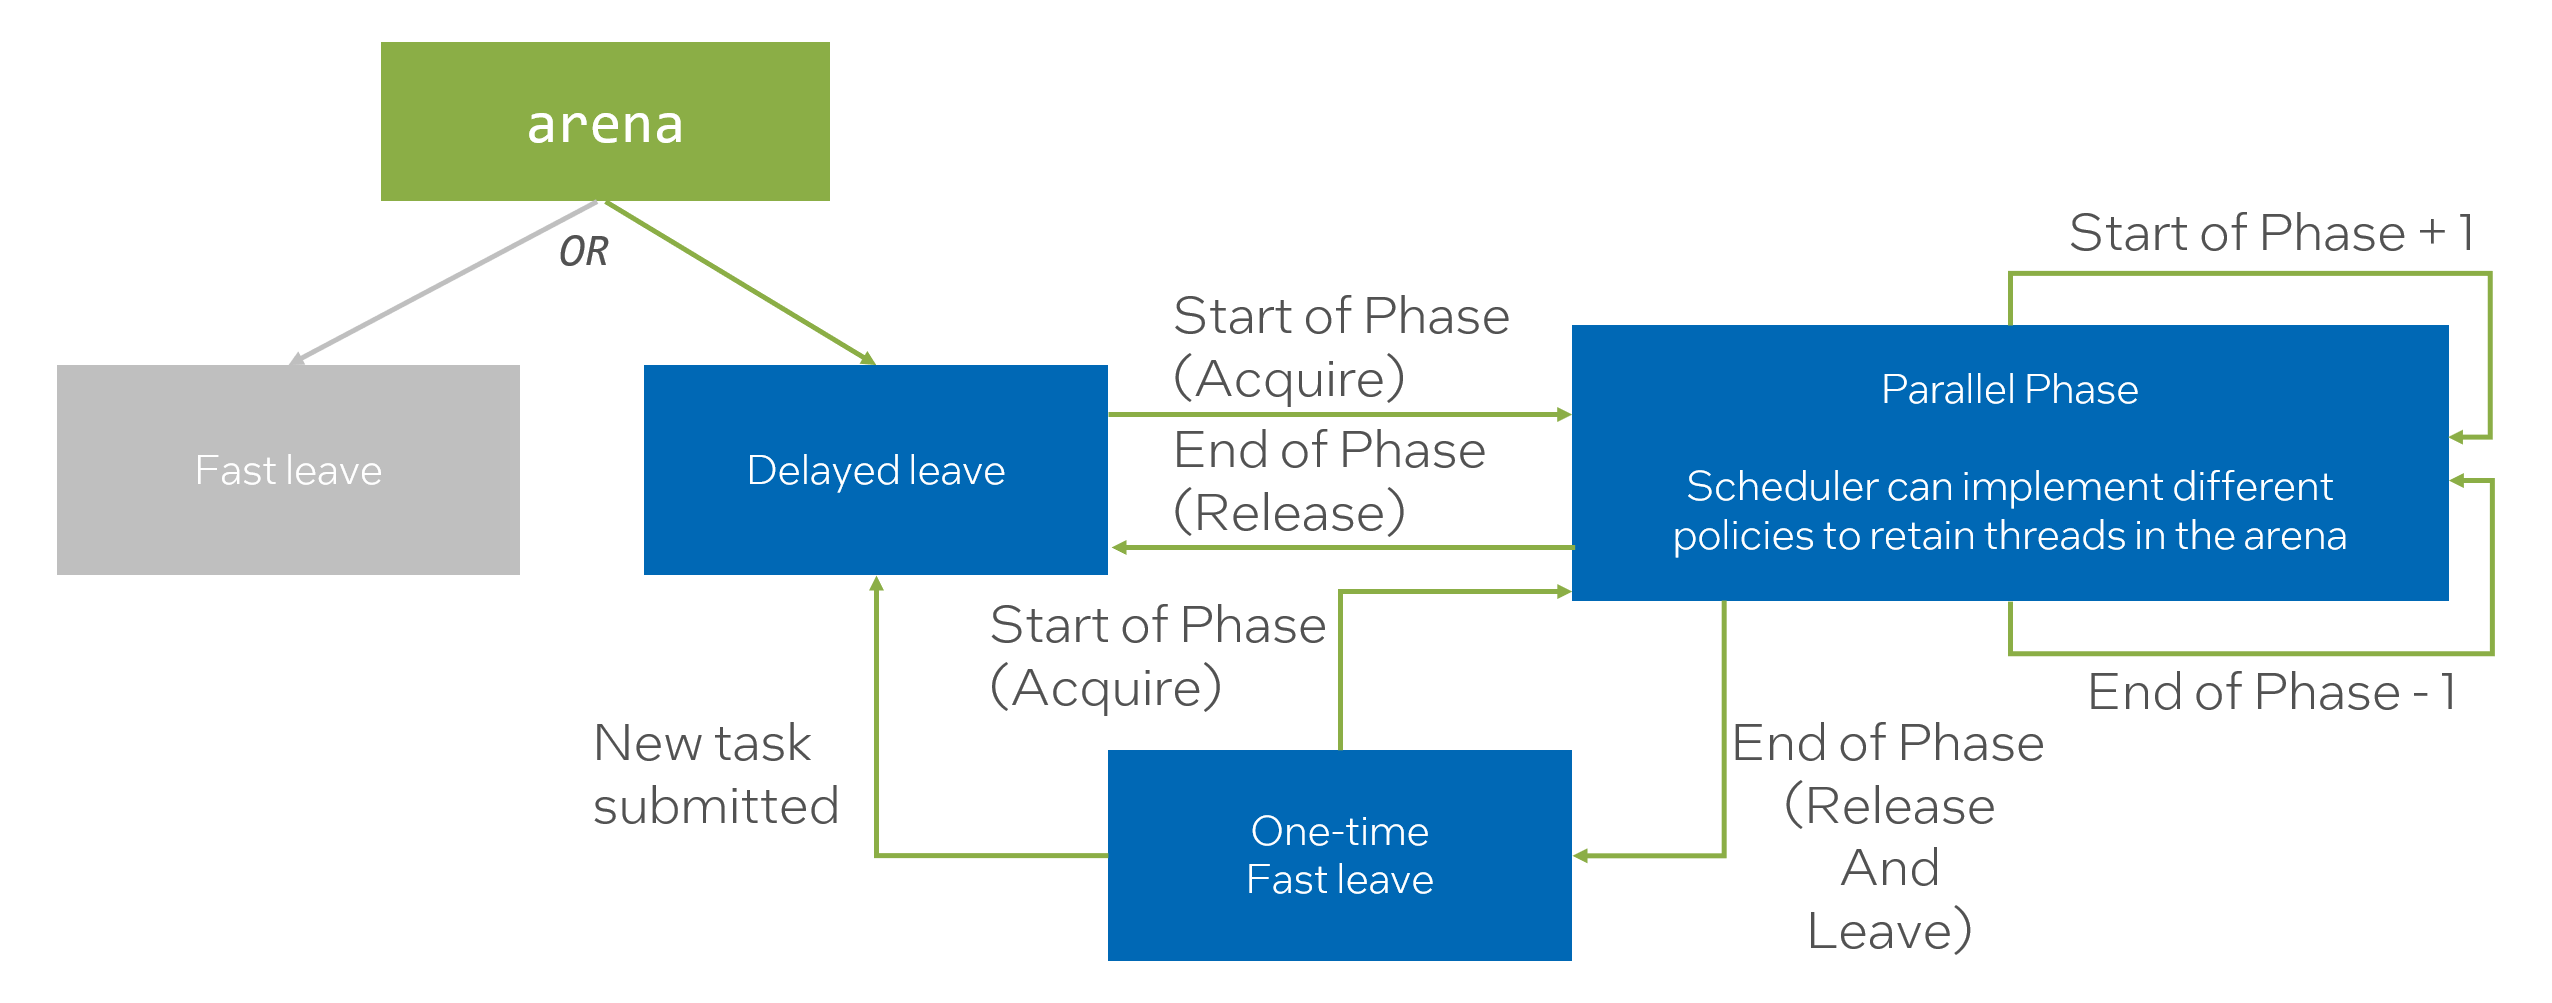 arena
OR
Fast leave
Delayed leave
Start of Phase
(Acquire)
End of Phase
(Release)
Start of Phase + 1
Parallel Phase
Scheduler can implement different
policies to retain threads in the arena
End of Phase - 1
Start of Phase
(Acquire)
New task
submitted
One-time
Fast leave
End of Phase
(Release
And
Leave)